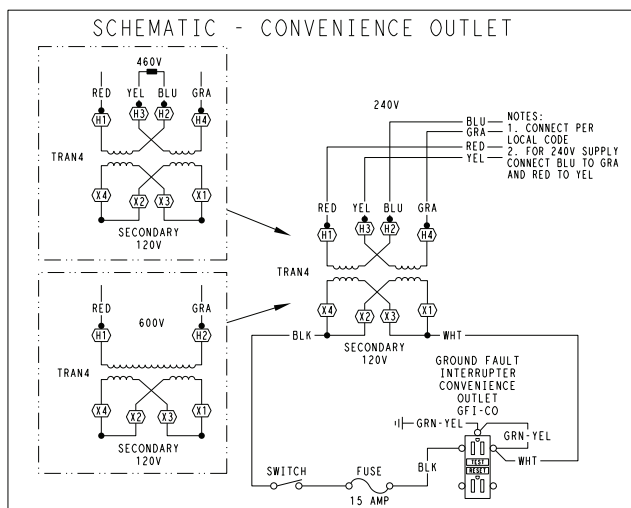 SCHEMATIC - CONVENIENCE OUTLET
460V
RED YEL BLU GRA
H1 H3 H2 H4
TRAN4
X4 X2 X3 X1
SECONDARY
120V
600V
RED GRA
H1 H2
TRAN4
X4 X2 X3 X1
SECONDARY
120V
240V
BLU
GRA
RED
YEL
NOTES:
1. CONNECT PER
LOCAL CODE
2. FOR 240V SUPPLY
CONNECT BLU TO GRA
AND RED TO YEL
RED YEL BLU GRA
H1 H3 H2 H4
TRAN4
X4 X2 X3 X1
BLK WHT
SECONDARY
120V
GROUND FAULT
INTERRUPTER
CONVENIENCE
OUTLET
GFI-CO
GRN-YEL
GRN-YEL
WHT
BLK
TEST
RESET
SWITCH FUSE
15 AMP